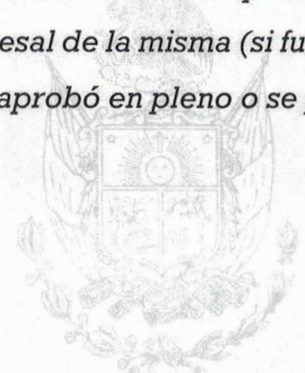 esal de la misma (si fu
aprobó en pleno o se